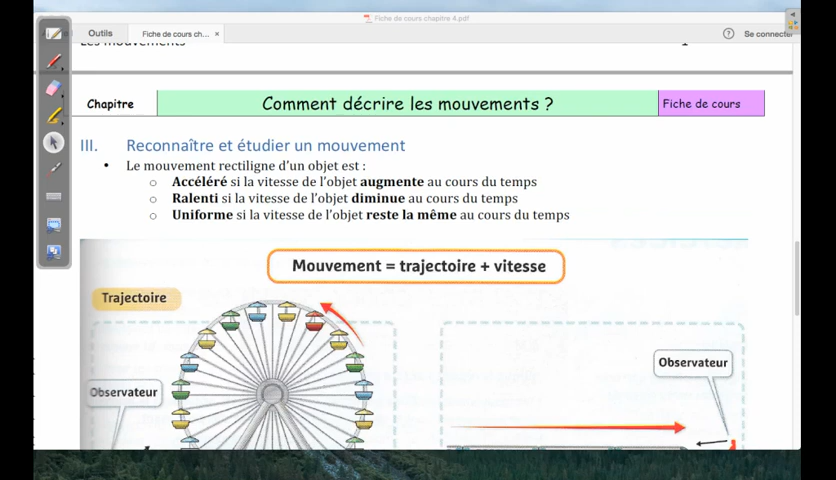 Fiche de cours chapitre 4.pdf
Outils
Fiche de cours ch... ×
? Se connecter
Les mouvements
Chapitre
Comment décrire les mouvements ?
Fiche de cours
III. Reconnaître et étudier un mouvement
• Le mouvement rectiligne d'un objet est :
○ Accéléré si la vitesse de l'objet augmente au cours du temps
○ Ralenti si la vitesse de l'objet diminue au cours du temps
○ Uniforme si la vitesse de l'objet reste la même au cours du temps
Mouvement = trajectoire + vitesse
Trajectoire
Observateur
Observateur